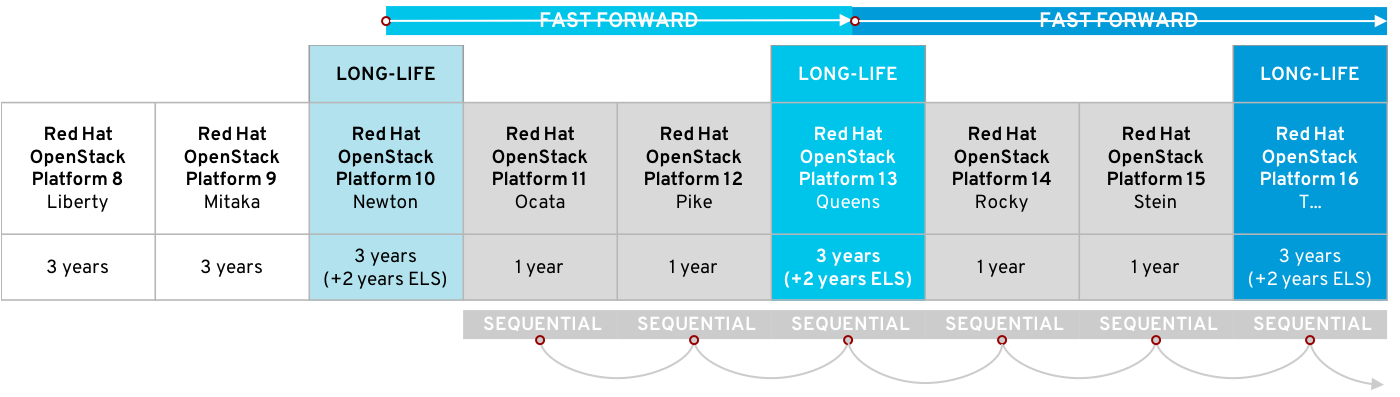 FAST FORWARD FAST FORWARD
LONG-LIFE LONG-LIFE LONG-LIFE
Red Hat
OpenStack
Platform 8
Liberty
Red Hat
OpenStack
Platform 9
Mitaka
Red Hat
OpenStack
Platform 10
Newton
Red Hat
OpenStack
Platform 11
Ocata
Red Hat
OpenStack
Platform 12
Pike
Red Hat
OpenStack
Platform 13
Queens
Red Hat
OpenStack
Platform 14
Rocky
Red Hat
OpenStack
Platform 15
Stein
Red Hat
OpenStack
Platform 16
T...
3 years
3 years
3 years
(+2 years ELS)
1 year
1 year
3 years
(+2 years ELS)
1 year
1 year
3 years
(+2 years ELS)
SEQUENTIAL SEQUENTIAL SEQUENTIAL SEQUENTIAL SEQUENTIAL SEQUENTIAL